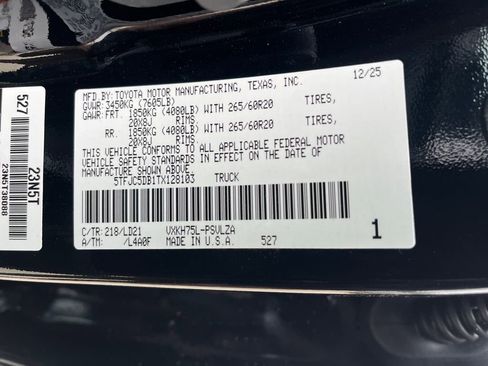 MFD.BY:TOYOTA MOTOR MANUFACTURING, TEXAS, INC. 12/25
GVWR:3450KG (7605LB)
GAWR:FRT. 1850KG (4080LB) WITH 265/60R20 TIRES,
20X8J RIMS,
RR. 1850KG (4080LB) WITH 265/60R20 TIRES,
20X8J RIMS,
THIS VEHICLE CONFORMS TO ALL APPLICABLE FEDERAL MOTOR
VEHICLE SAFETY STANDARDS IN EFFECT ON THE DATE OF
MANUFACTURE SHOWN ABOVE.
5TFJC5DB1TX128103 TRUCK
C/TR:218/LD21 VXKH75L-PSVLZA
A/TM: /L4A0F MADE IN U.S.A. 527 1
527
23N5T
23N5T38088